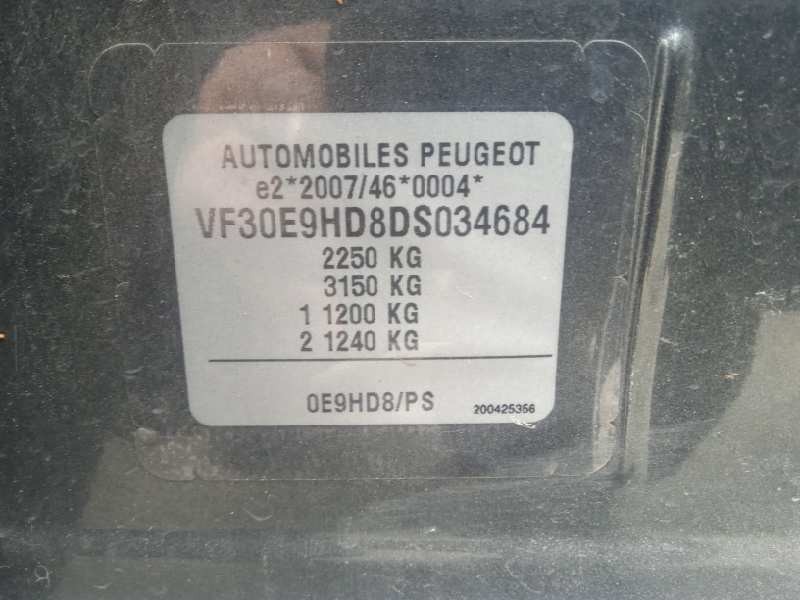 AUTOMOBILES PEUGEOT
e2*2007/46*0004*
VF30E9HD8DS034684
2250 KG
3150 KG
1 1200 KG
2 1240 KG
0E9HD8/PS
200425356